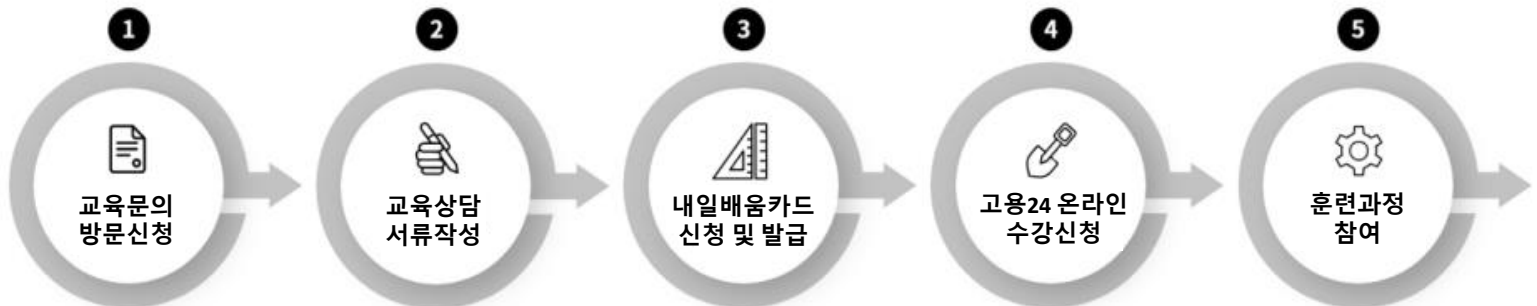 1
교육문의
방문신청
2
교육상담
서류작성
3
내일배움카드
신청 및 발급
4
고용24 온라인
수강신청
5
훈련과정
참여